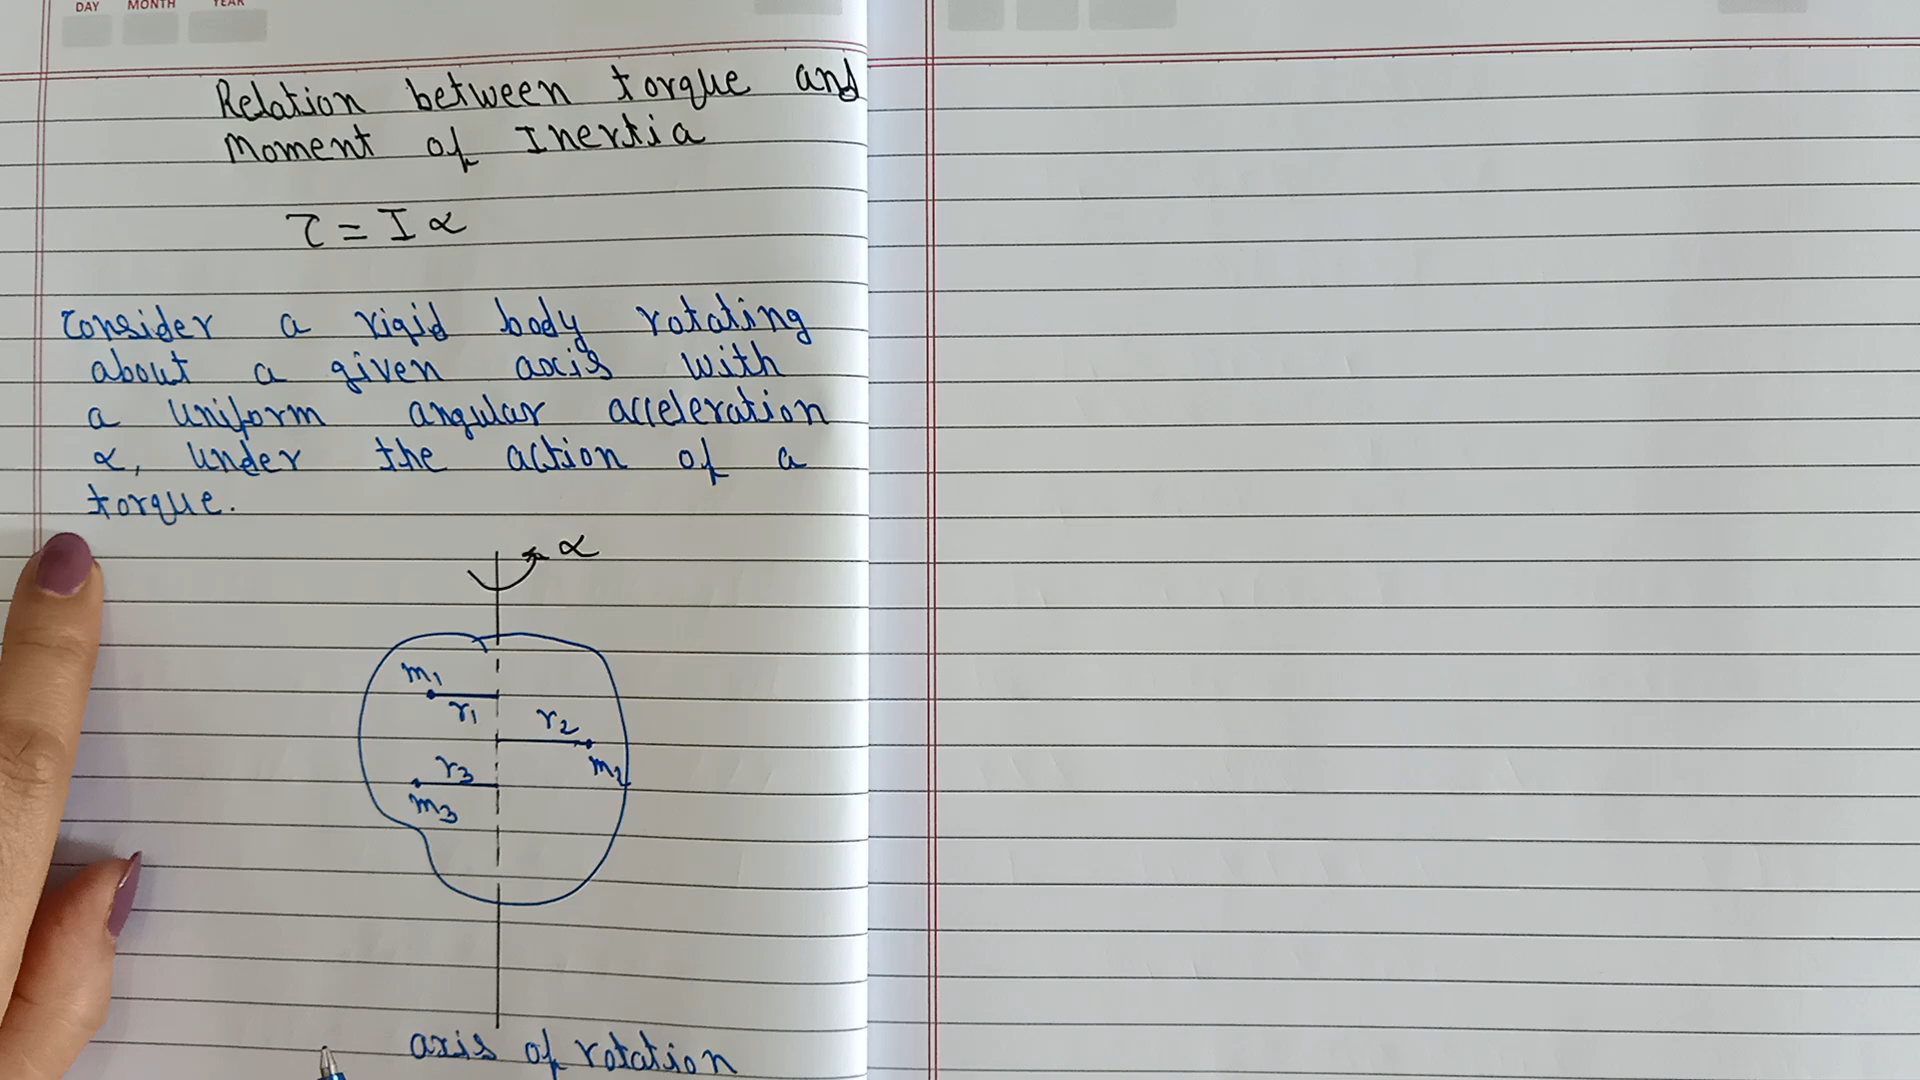 DAY MONTH YEAR
Relation between torque and
Moment of Inertia
τ = I α
Consider a rigid body rotating
about a given axis with
a uniform angular acceleration
α, under the action of a
torque.
α
m1
r1
r2
m2
r3
m3
axis of rotation